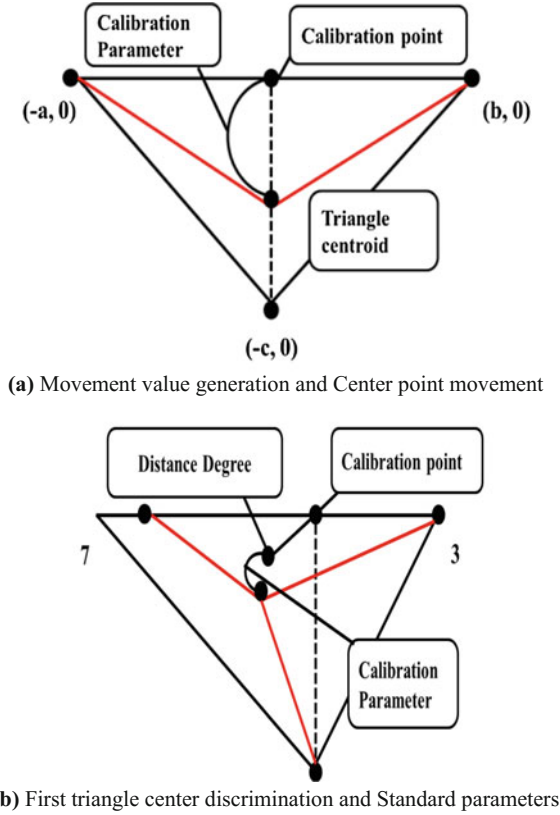 Calibration
Parameter
Calibration point
(-a, 0)
(b, 0)
Triangle
centroid
(-c, 0)
(a) Movement value generation and Center point movement
Distance Degree
Calibration point
7
3
Calibration
Parameter
b) First triangle center discrimination and Standard parameters